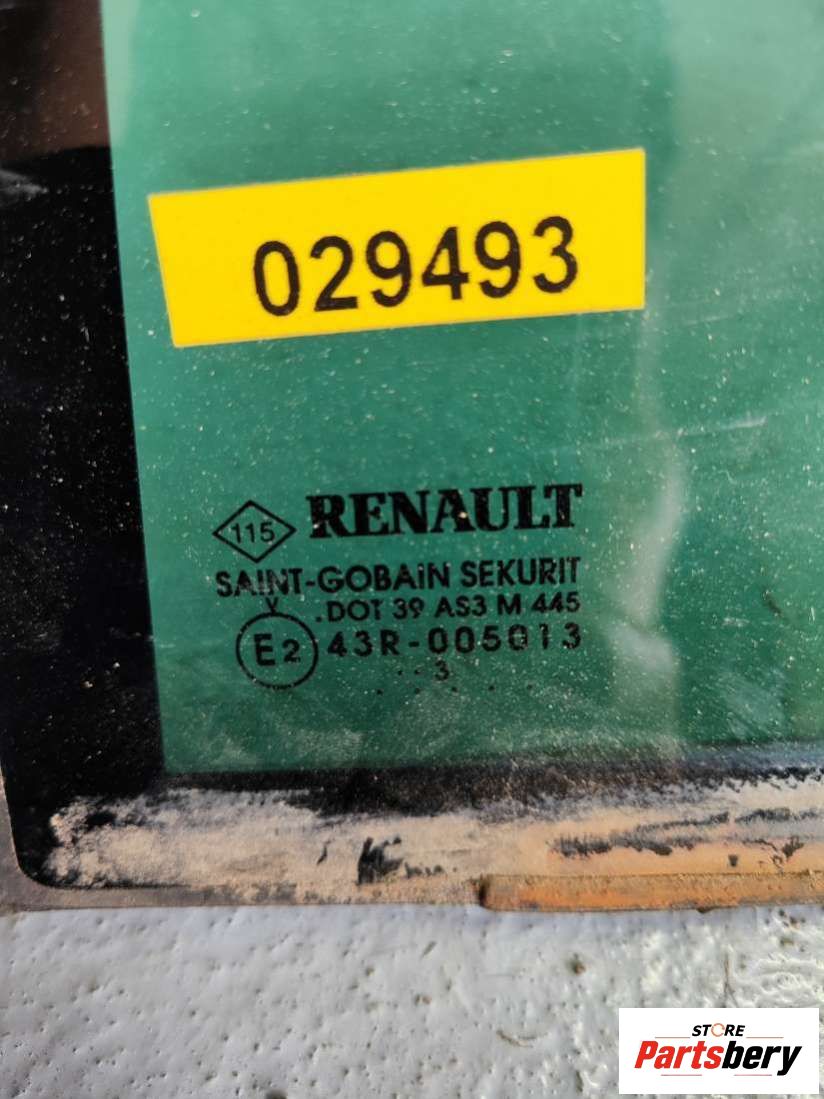 029493
115 RENAULT
SAINT-GOBAIN SEKURIT
V .DOT 39 AS3 M 445
E2 43R-005013
.. 3
. . . . .
STORE
Partsbery